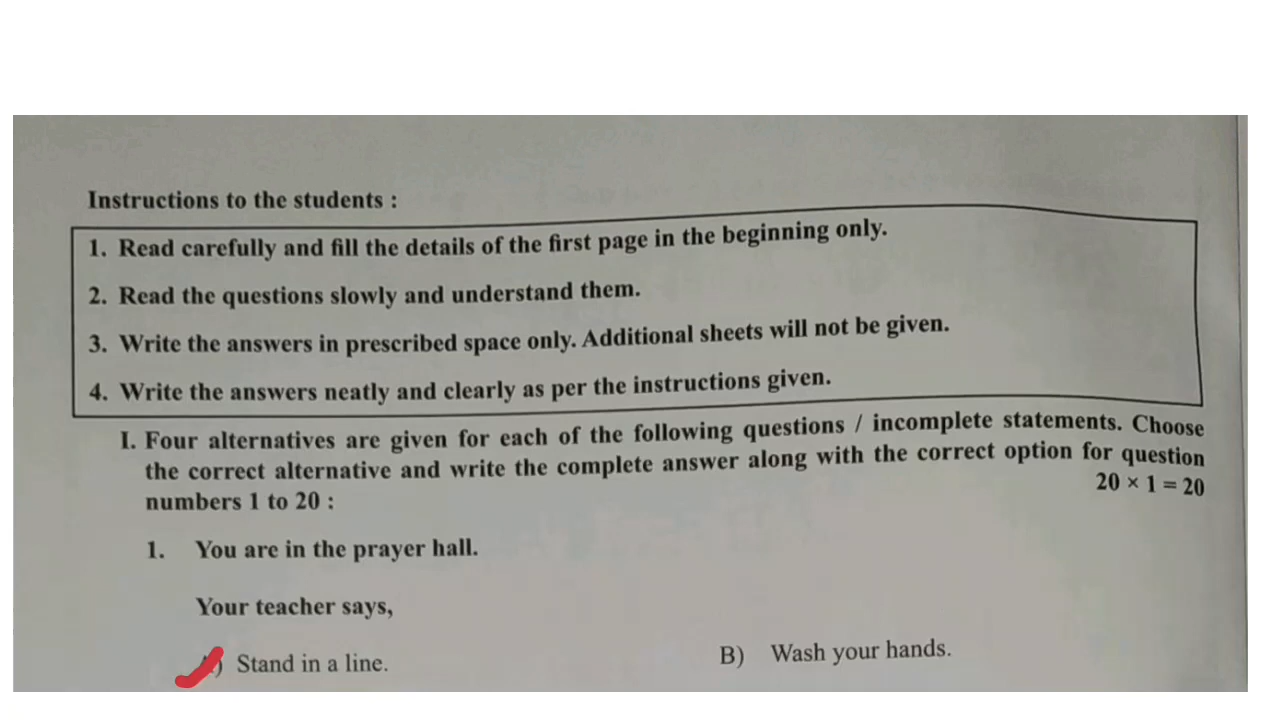 Instructions to the students :
1. Read carefully and fill the details of the first page in the beginning only.
2. Read the questions slowly and understand them.
3. Write the answers in prescribed space only. Additional sheets will not be given.
4. Write the answers neatly and clearly as per the instructions given.
I. Four alternatives are given for each of the following questions / incomplete statements. Choose
the correct alternative and write the complete answer along with the correct option for question
numbers 1 to 20 :
20 × 1 = 20
1. You are in the prayer hall.
Your teacher says,
) Stand in a line.
B) Wash your hands.